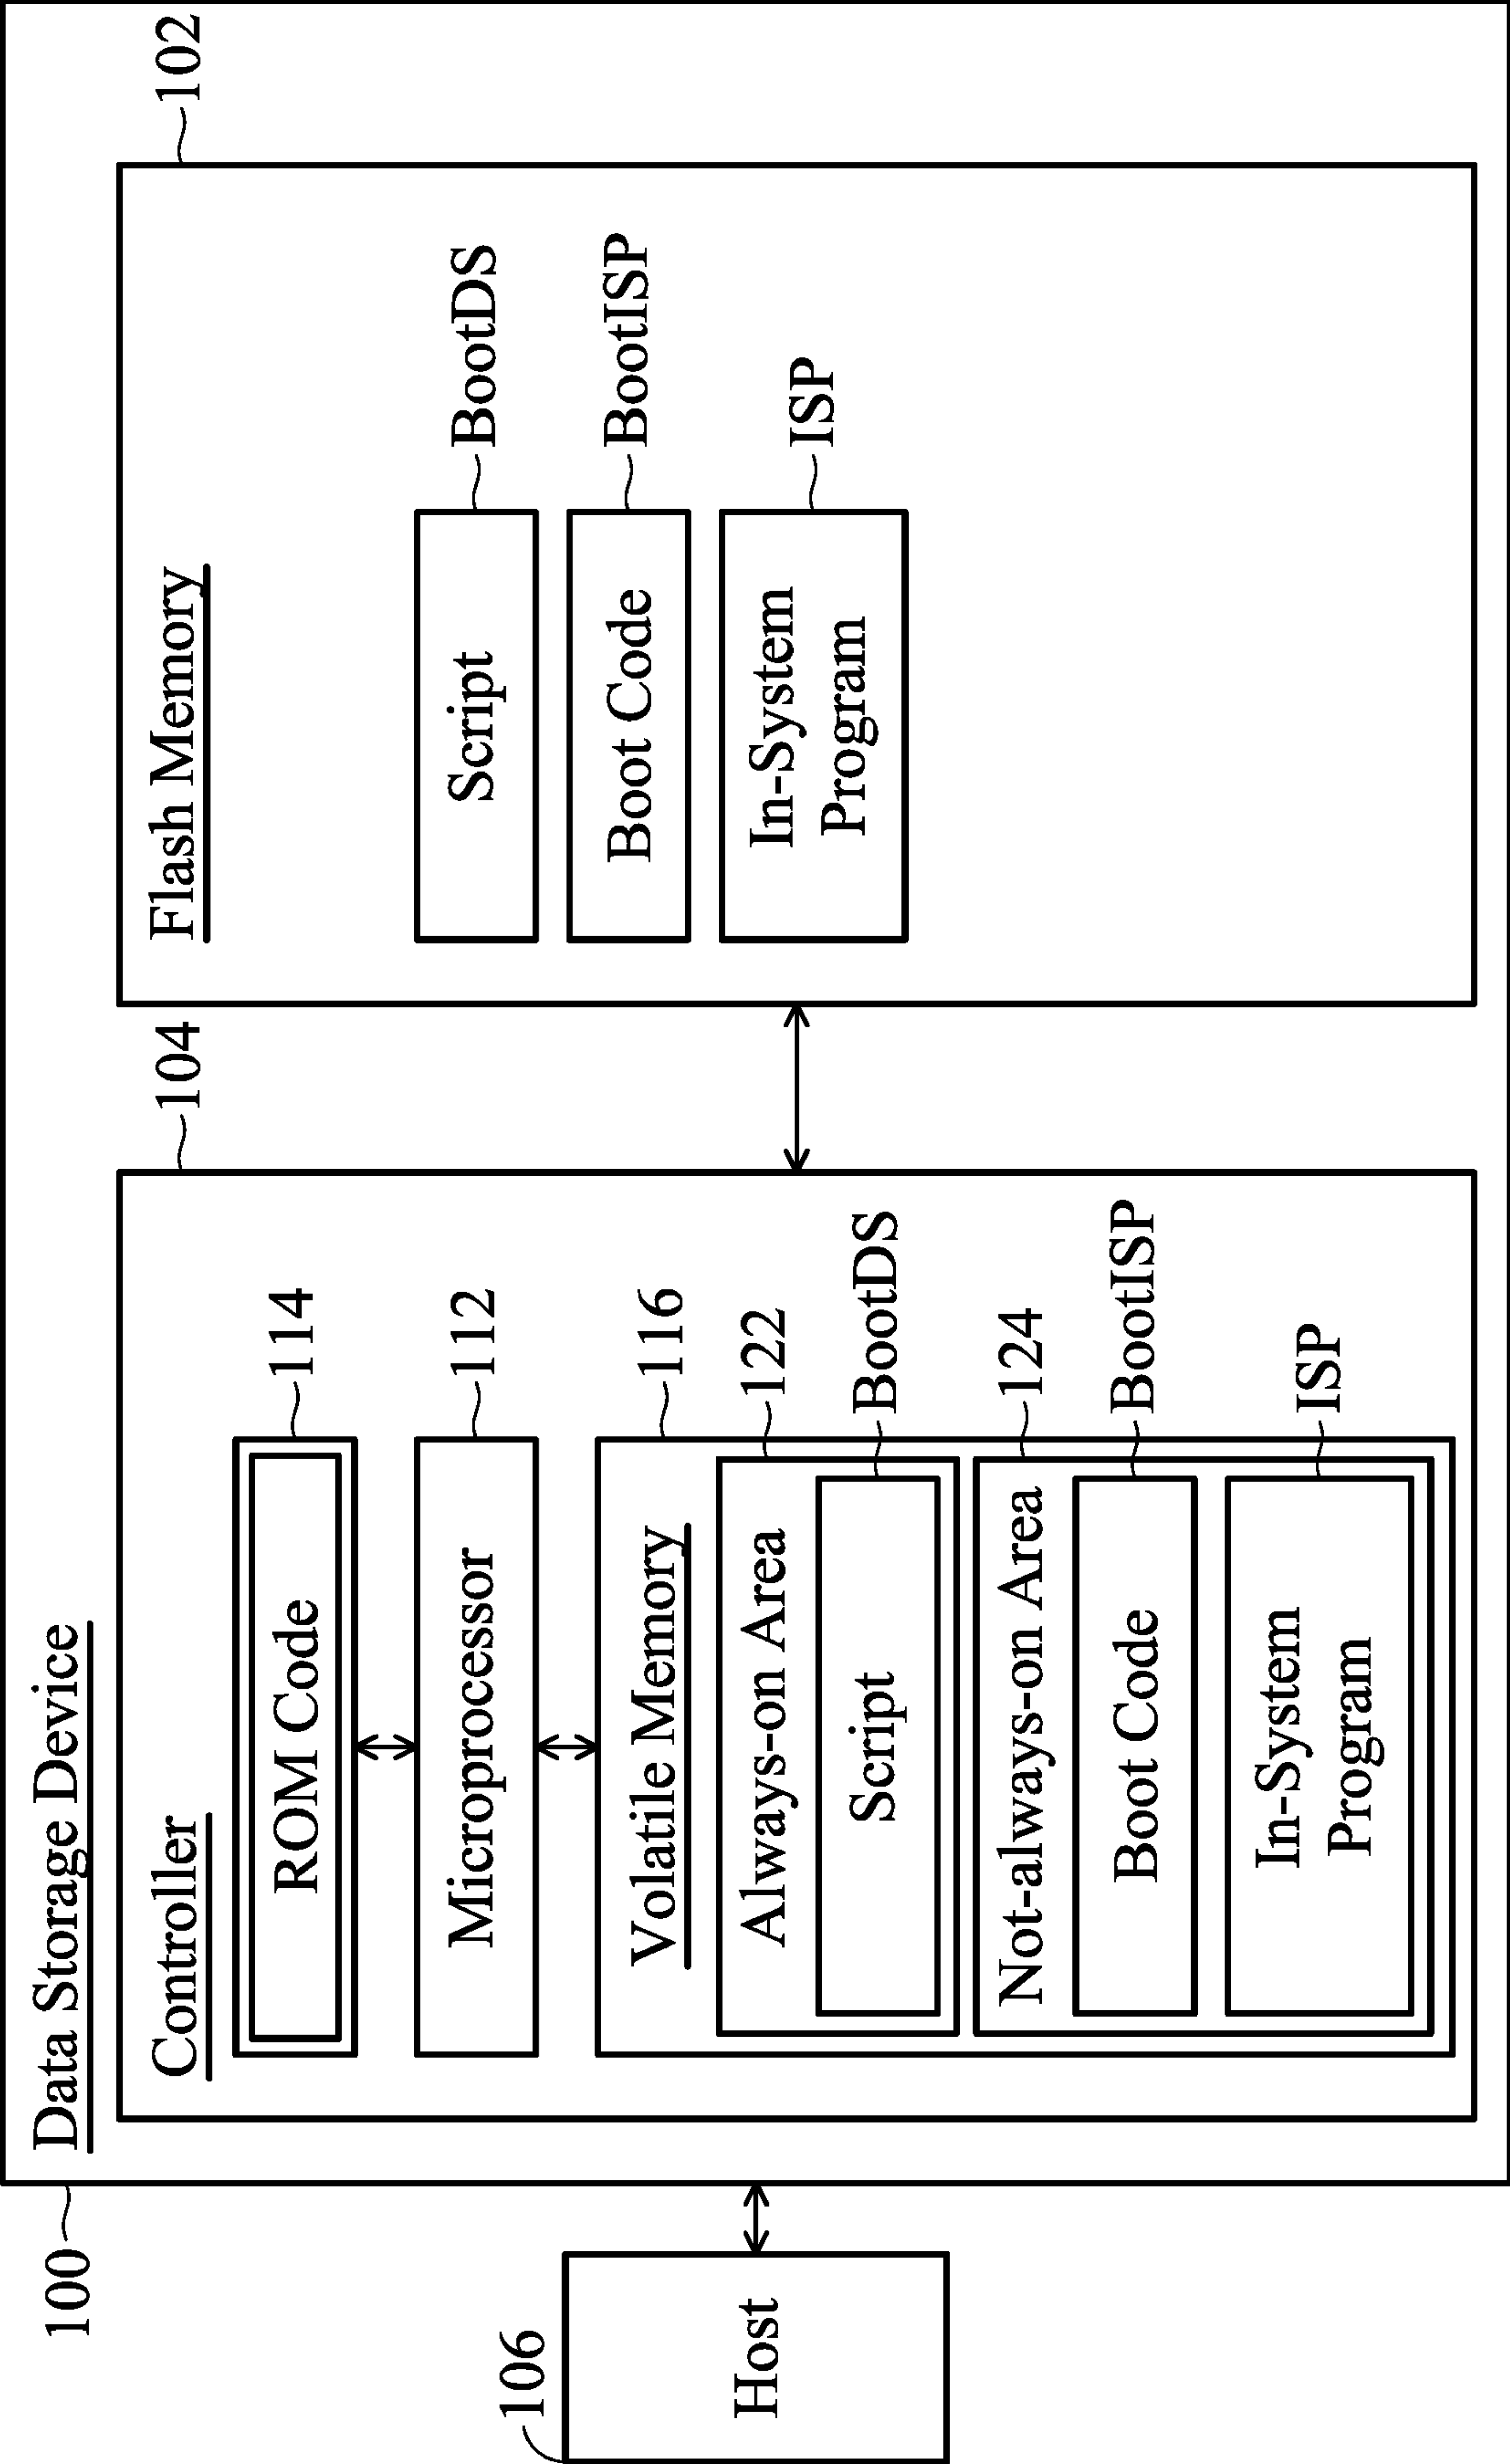 Data Storage Device
100
Controller
104
ROM Code
114
Microprocessor
112
Volatile Memory
116
Always-on Area
122
Script
BootDS
Not-always-on Area
124
Boot Code
BootISP
In-System
Program
ISP
Flash Memory
102
Script
BootDS
Boot Code
BootISP
In-System
Program
ISP
106
Host